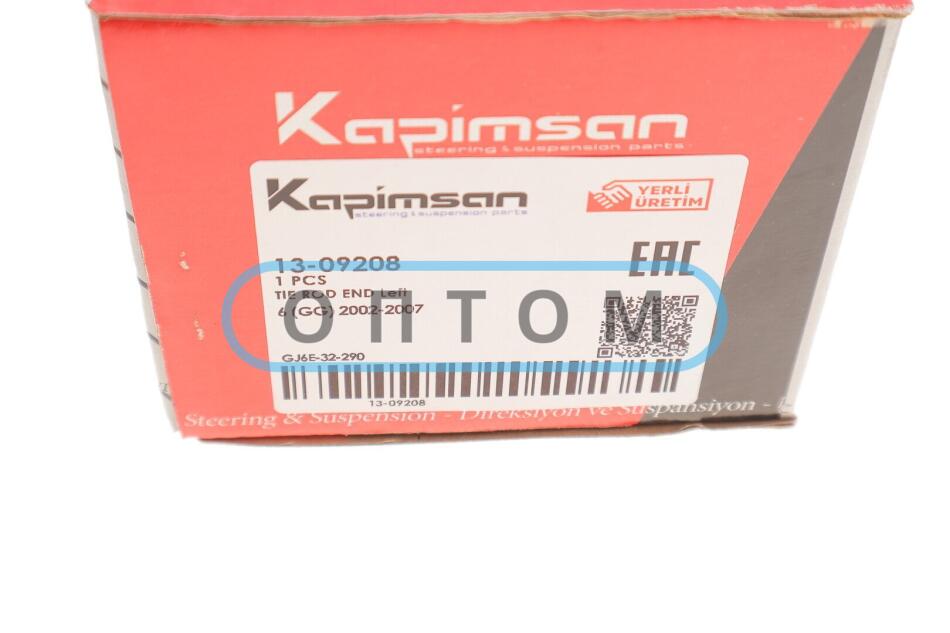 Kapimsan
steering & suspension parts
Kapimsan
steering & suspension parts
YERLİ
ÜRETİM
13-09208
EAC
1 PCS
TIE ROD END Left
6 (GG) 2002-2007
ОПТОМ
GJ6E-32-290
13-09208
Steering & Suspension - Direksiyon ve Suspansiyon -